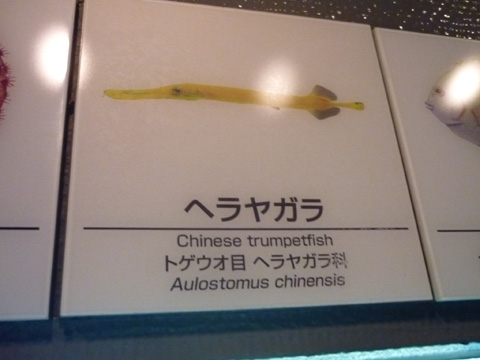 ヘラヤガラ
Chinese trumpetfish
トゲウオ目 ヘラヤガラ科
Aulostomus chinensis